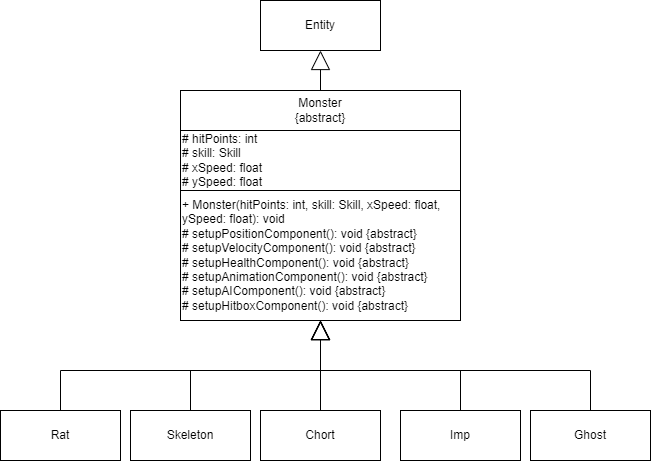 Entity
Monster
{abstract}
# hitPoints: int
# skill: Skill
# xSpeed: float
# ySpeed: float
+ Monster(hitPoints: int, skill: Skill, xSpeed: float,
ySpeed: float): void
# setupPositionComponent(): void {abstract}
# setupVelocityComponent(): void {abstract}
# setupHealthComponent(): void {abstract}
# setupAnimationComponent(): void {abstract}
# setupAIComponent(): void {abstract}
# setupHitboxComponent(): void {abstract}
Rat
Skeleton
Chort
Imp
Ghost